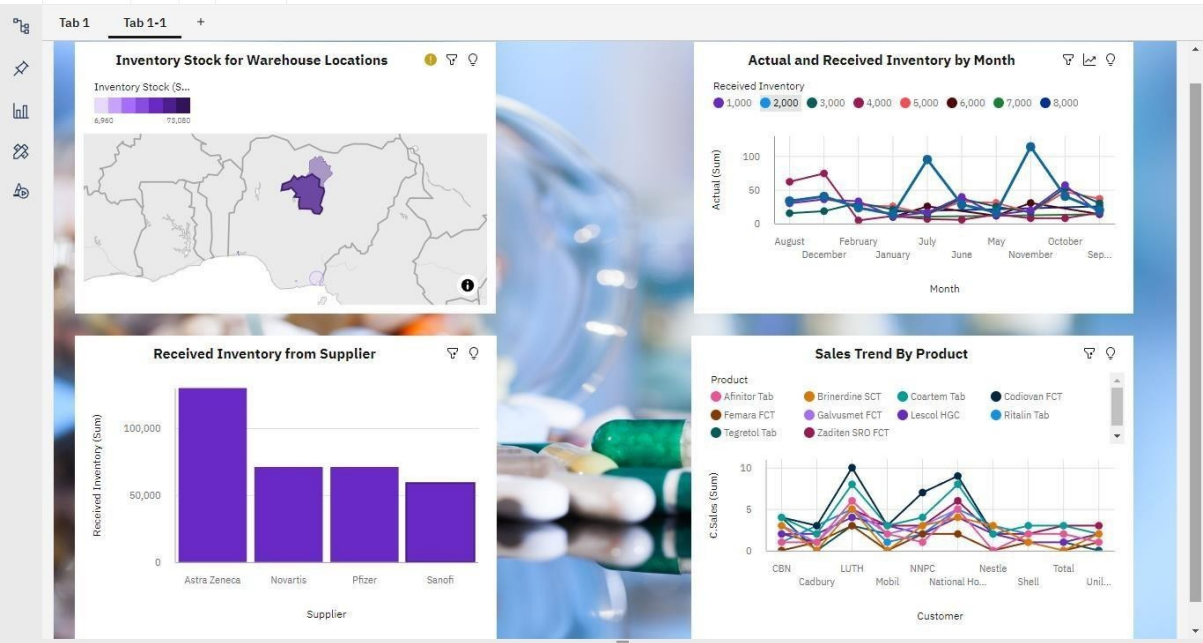 Tab 1
Tab 1-1
+
Inventory Stock for Warehouse Locations
Inventory Stock (S...
6,960
73,080
Actual and Received Inventory by Month
Received Inventory
1,000
2,000
3,000
4,000
5,000
6,000
7,000
8,000
Actual (Sum)
100
50
0
August
December
February
January
July
June
May
November
October
Sep...
Month
Received Inventory from Supplier
Received Inventory (Sum)
100,000
50,000
0
Astra Zeneca
Novartis
Pfizer
Sanofi
Supplier
Sales Trend By Product
Product
Afinitor Tab
Brinerdine SCT
Coartem Tab
Codiovan FCT
Femara FCT
Galvusmet FCT
Lescol HGC
Ritalin Tab
Tegretol Tab
Zaditen SRO FCT
C.Sales (Sum)
10
5
0
CBN
Cadbury
LUTH
Mobil
NNPC
National Ho...
Nestle
Shell
Total
Unil...
Customer